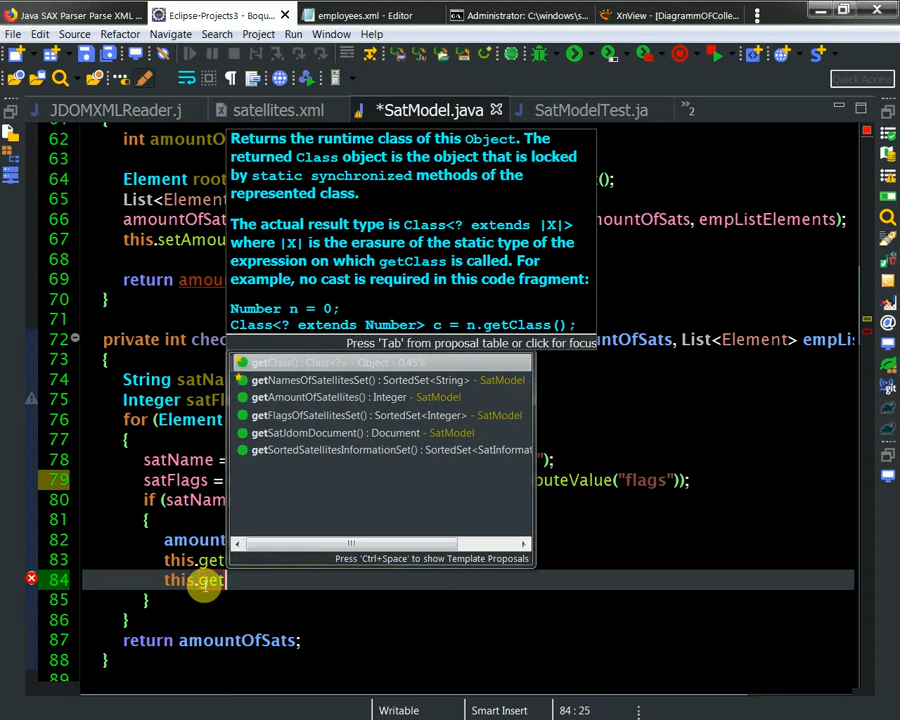 Java SAX Parser Parse XML ...
Eclipse-Projects3 - Boqu...
employees.xml - Editor
Administrator: C:\windows\s...
XnView - [DiagrammOfColle...
File Edit Source Refactor Navigate Search Project Run Window Help
Quick Access
JDOMXMLReader.j
satellites.xml
*SatModel.java
SatModelTest.ja
»2
62 int amountO
63
64 Element root ();
65 List<Element
66 amountOfSat mountOfSats, empListElements);
67 this.setAmou
68
69 return amou
70 }
71
72 private int chec ountOfSats, List<Element> empLi
73 {
74 String satNa
75 Integer satFl
76 for (Element
77 {
78 satName = ");
79 satFlags = buteValue("flags"));
80 if (satNam
81 {
82 amount
83 this.get
84 this.get
85 }
86 }
87 return amountOfSats;
88 }
89
Returns the runtime class of this Object. The
returned Class object is the object that is locked
by static synchronized methods of the
represented class.
The actual result type is Class<? extends |X|>
where |X| is the erasure of the static type of the
expression on which getClass is called. For
example, no cast is required in this code fragment:
Number n = 0;
Class<? extends Number> c = n.getClass();
Press 'Tab' from proposal table or click for focus
getClass() : Class<?> - Object - 0,45%
getNamesOfSatellitesSet() : SortedSet<String> - SatModel
getAmountOfSatellites() : Integer - SatModel
getFlagsOfSatellitesSet() : SortedSet<Integer> - SatModel
getSatJdomDocument() : Document - SatModel
getSortedSatellitesInformationSet() : SortedSet<SatInformat
Press 'Ctrl+Space' to show Template Proposals
Writable
Smart Insert
84 : 25